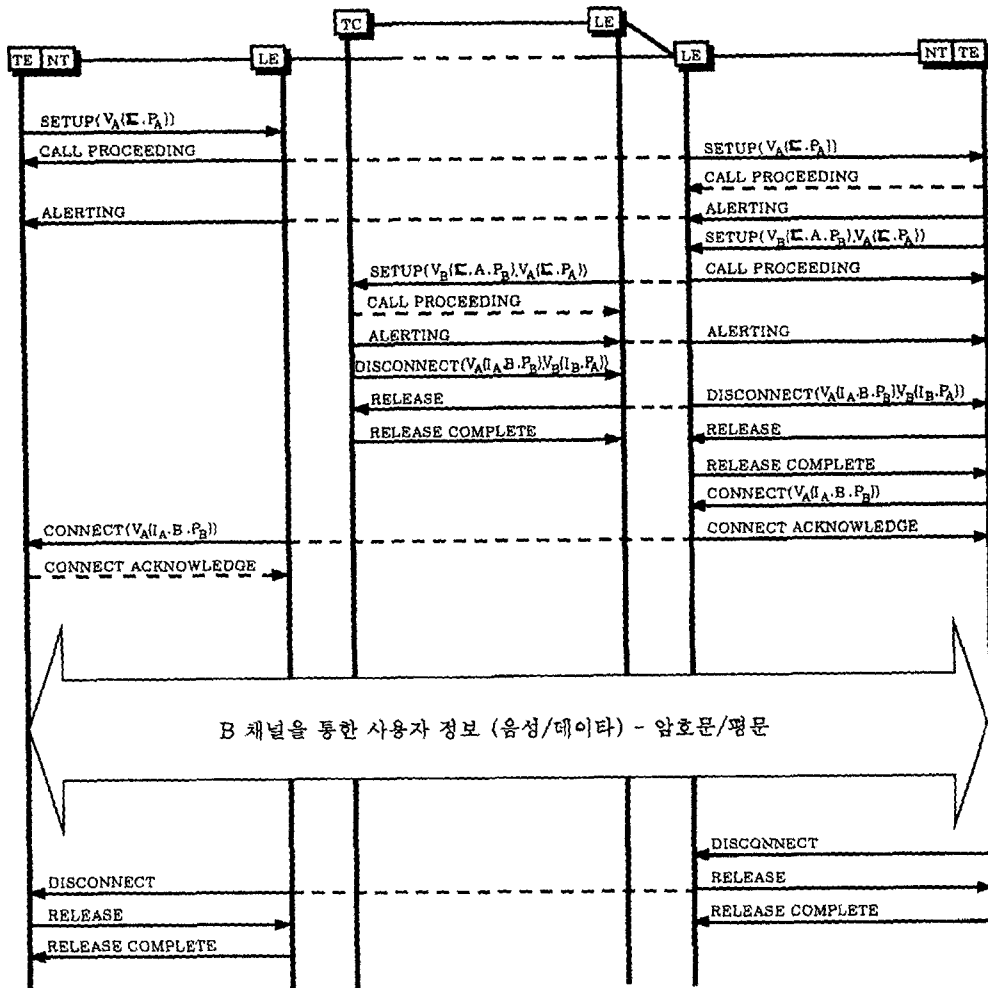 TC
LE
TE NT
LE
LE
NT TE
SETUP(V_A{ㄷ.P_A})
CALL PROCEEDING
SETUP(V_A{ㄷ.P_A})
CALL PROCEEDING
ALERTING
ALERTING
SETUP(V_B{ㄷ.A.P_B},V_A{ㄷ.P_A})
SETUP(V_B{ㄷ.A.P_B},V_A{ㄷ.P_A})
CALL PROCEEDING
CALL PROCEEDING
ALERTING
ALERTING
DISCONNECT(V_A{I_A.B.P_B},V_B{I_B.P_A})
RELEASE
DISCONNECT(V_A{I_A.B.P_B},V_B{I_B.P_A})
RELEASE COMPLETE
RELEASE
RELEASE COMPLETE
CONNECT(V_A{I_A.B.P_B})
CONNECT(V_A{I_A.B.P_B})
CONNECT ACKNOWLEDGE
CONNECT ACKNOWLEDGE
B 채널을 통한 사용자 정보 (음성/데이타) - 암호문/평문
DISCONNECT
DISCONNECT
RELEASE
RELEASE
RELEASE COMPLETE
RELEASE COMPLETE